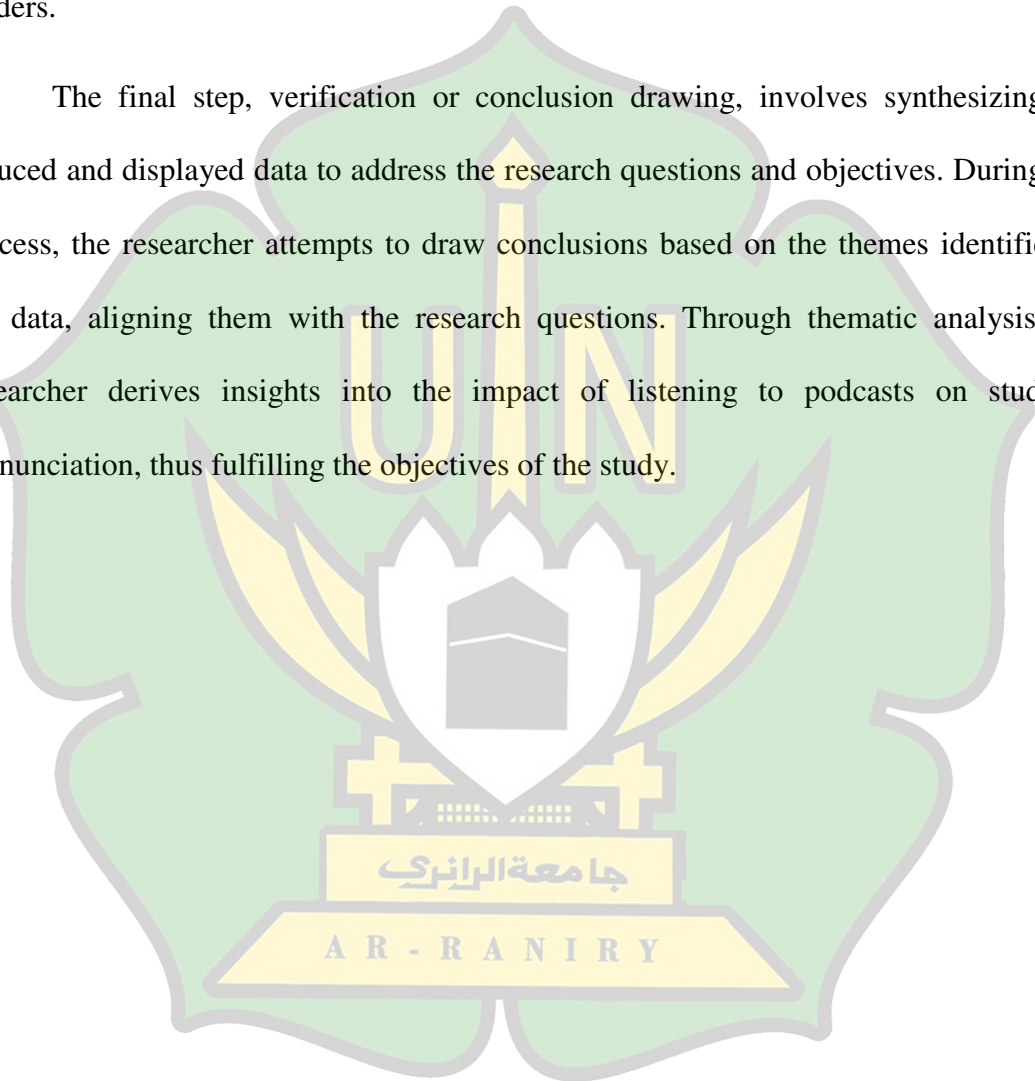 ders.
The final step, verification or conclusion drawing, involves synthesizing
uced and displayed data to address the research questions and objectives. During
cess, the researcher attempts to draw conclusions based on the themes identifi
data, aligning them with the research questions. Through thematic analysis
earcher derives insights into the impact of listening to podcasts on stud
nunciation, thus fulfilling the objectives of the study.
UIN
جامعة الرانري
AR-RANIRY